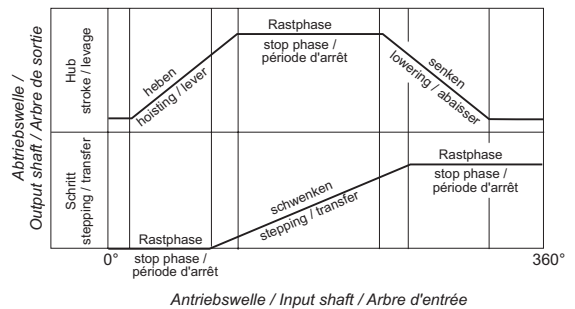 Abtriebswelle /
Output shaft / Arbre de sortie
Hub
stroke / levage
heben
hoisting / lever
Rastphase
stop phase /
période d'arrêt
senken
lowering / abaisser
Schritt
stepping / transfer
Rastphase
stop phase /
période d'arrêt
schwenken
stepping / transfer
Rastphase
stop phase /
période d'arrêt
0°
360°
Antriebswelle / Input shaft / Arbre d'entrée